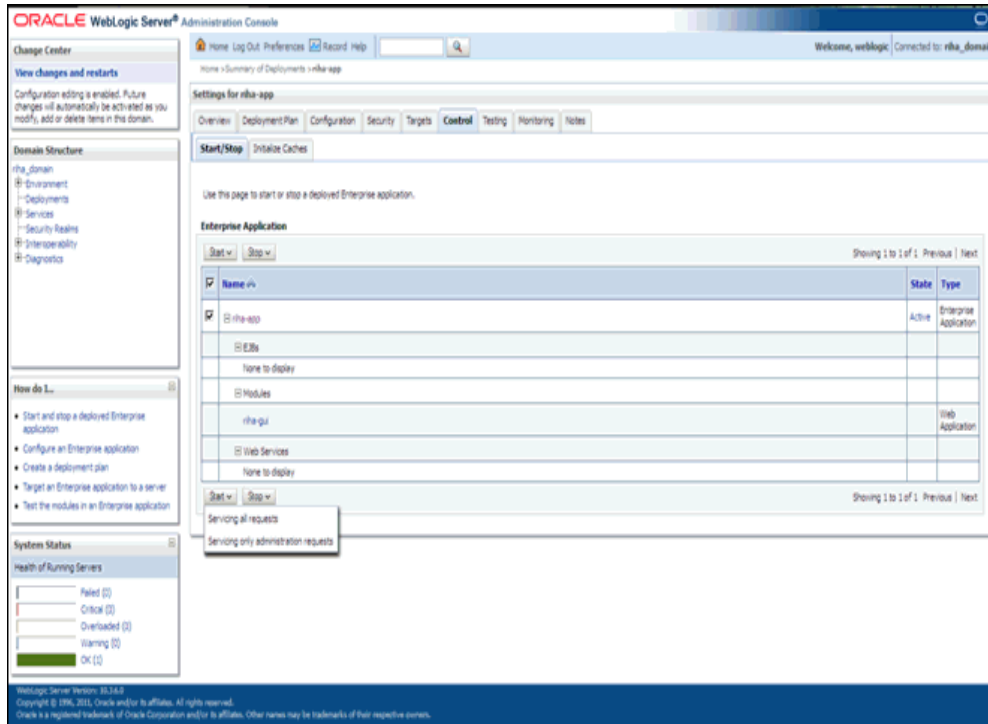 ORACLE WebLogic Server® Administration Console
Change Center
View changes and restarts
Configuration editing is enabled. Future
changes will automatically be activated as you
modify, add or delete items in this domain.
Domain Structure
riha_domain
Environment
Deployments
Services
Security Realms
Interoperability
Diagnostics
How do I...
Start and stop a deployed Enterprise
application
Configure an Enterprise application
Create a deployment plan
Target an Enterprise application to a server
Test the modules in an Enterprise application
System Status
Health of Running Servers
Failed (0)
Critical (0)
Overloaded (0)
Warning (0)
OK (1)
Home Log Out Preferences Record Help
Welcome, weblogic Connected to: riha_domai
Home >Summary of Deployments >riha-app
Settings for riha-app
Overview Deployment Plan Configuration Security Targets Control Testing Monitoring Notes
Start/Stop Initialize Caches
Use this page to start or stop a deployed Enterprise application.
Enterprise Application
Start Stop Showing 1 to 1 of 1 Previous | Next
Name State Type
riha-app Active Enterprise Application
EJBs
None to display
Modules
riha-gui Web Application
Web Services
None to display
Start Stop Showing 1 to 1 of 1 Previous | Next
Servicing all requests
Servicing only administration requests
WebLogic Server Version: 10.3.6.0
Copyright © 1996, 2011, Oracle and/or its affiliates. All rights reserved.
Oracle is a registered trademark of Oracle Corporation and/or its affiliates. Other names may be trademarks of their respective owners.